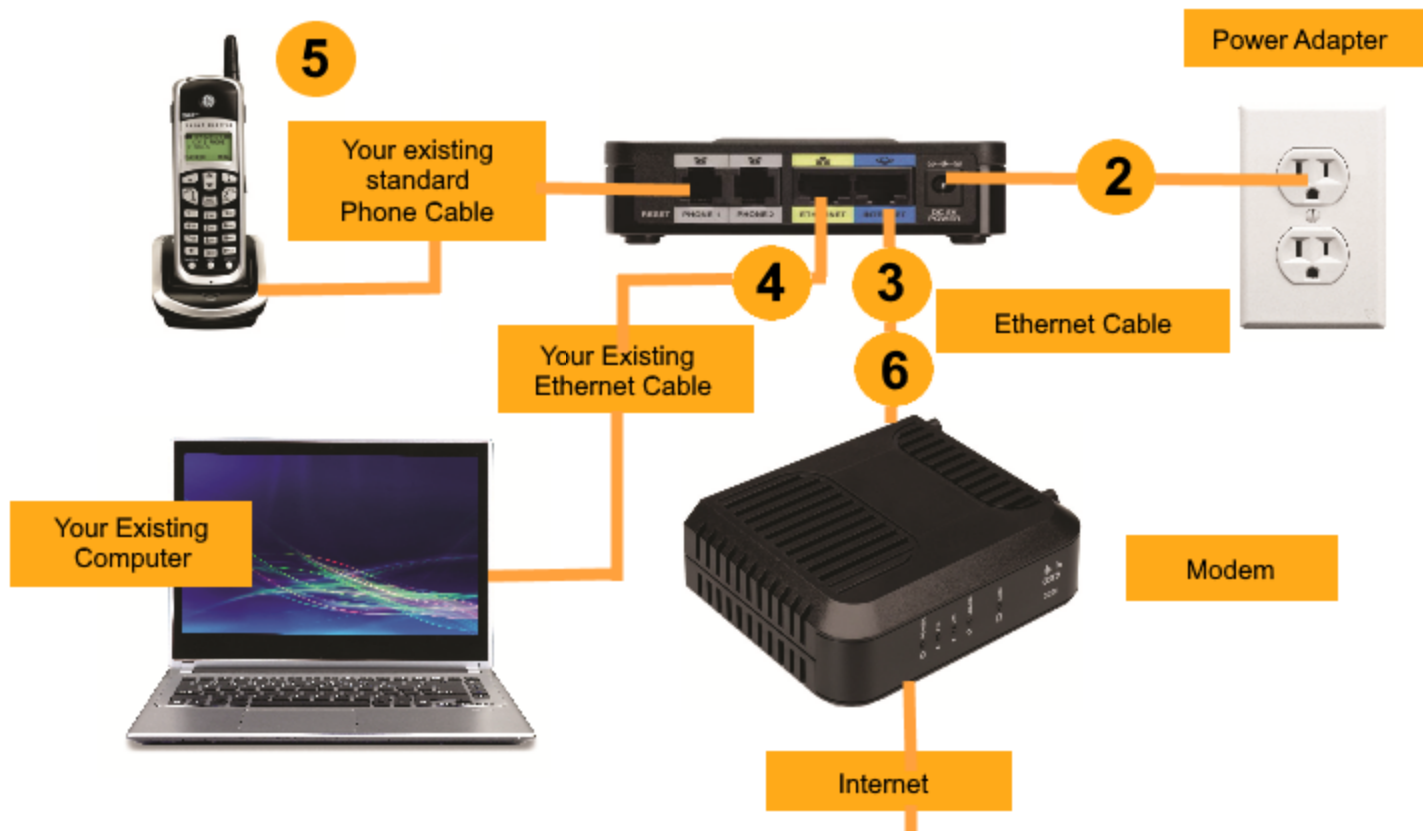 5
Power Adapter
Your existing
standard
Phone Cable
RESET
PHONE 1
PHONE 2
ETHERNET
INTERNET
DC 5V
POWER
2
4
3
Ethernet Cable
Your Existing
Ethernet Cable
6
Your Existing
Computer
Modem
Internet